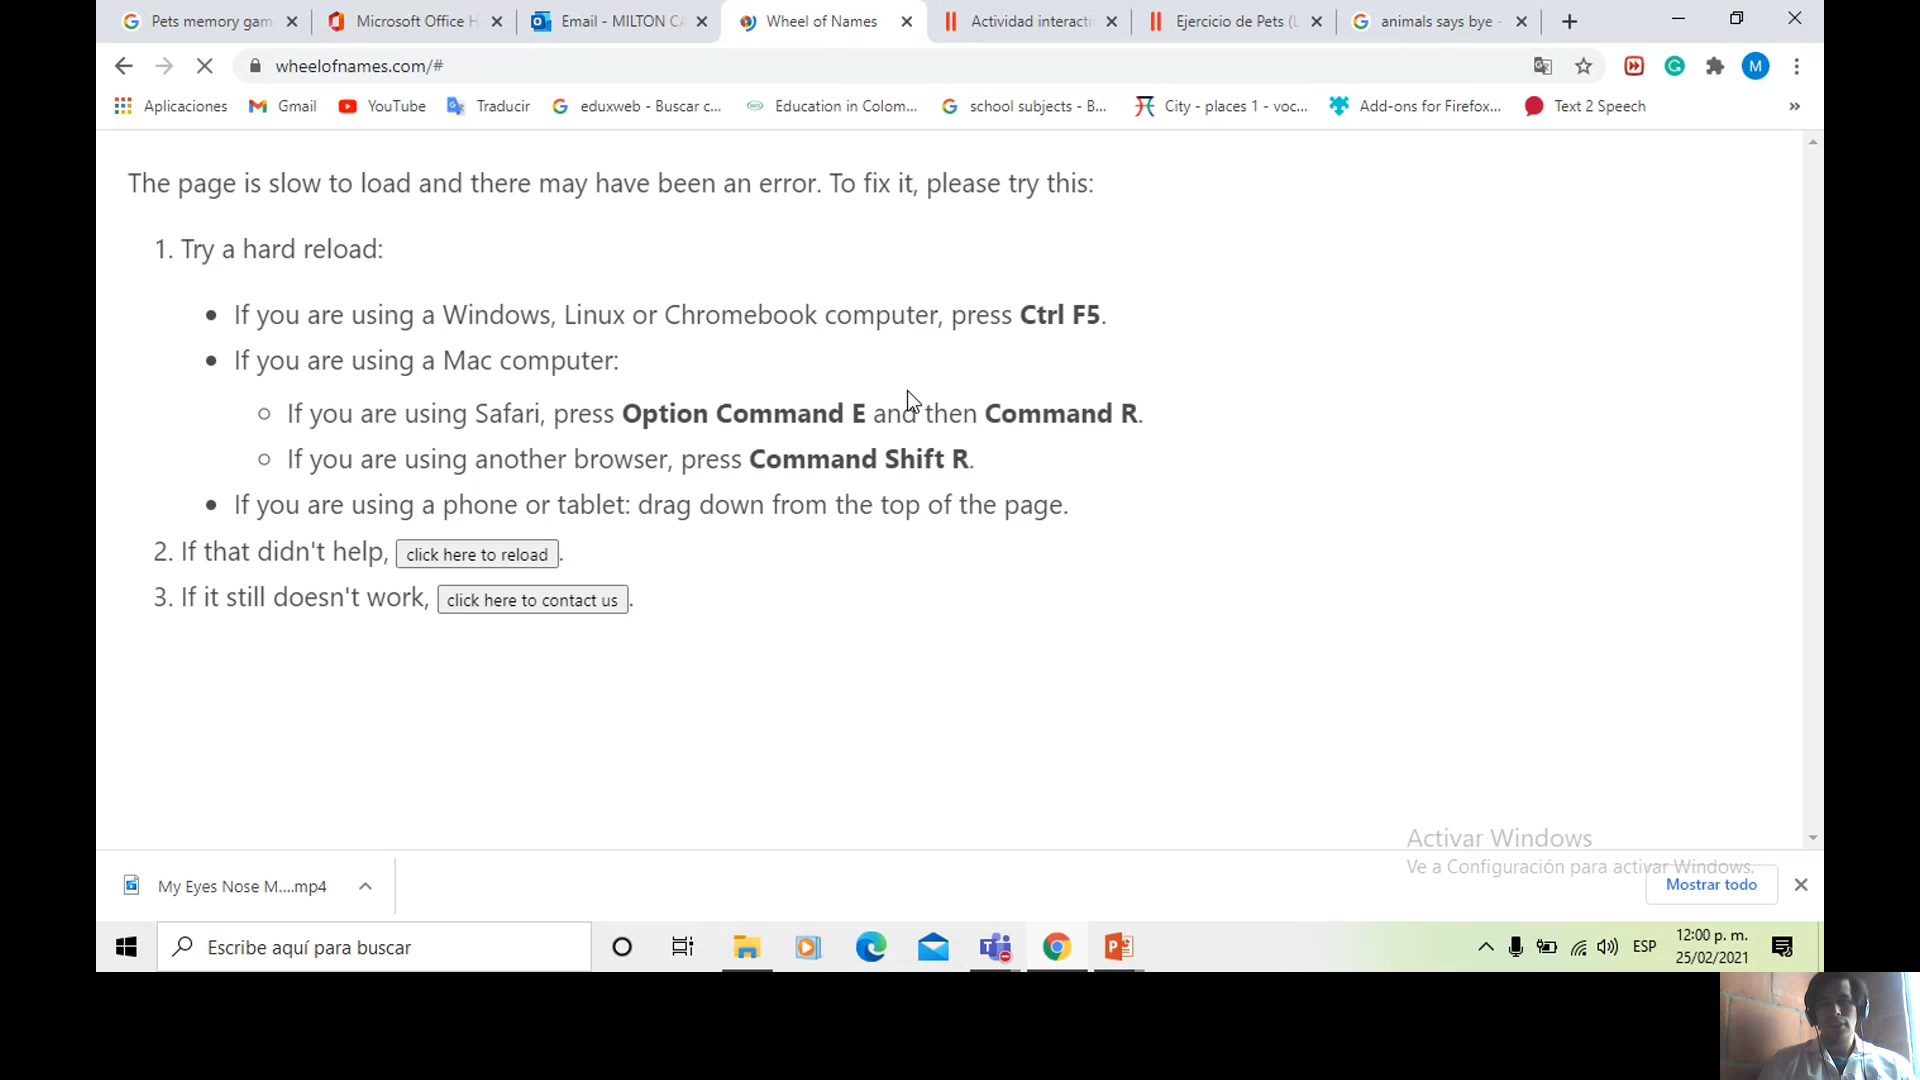 Pets memory gam
Microsoft Office H
Email - MILTON CA
Wheel of Names
Actividad interacti
Ejercicio de Pets (L
animals says bye -
wheelofnames.com/#
M
Aplicaciones
Gmail
YouTube
Traducir
eduxweb - Buscar c...
Education in Colom...
school subjects - B...
City - places 1 - voc...
Add-ons for Firefox...
Text 2 Speech
»
The page is slow to load and there may have been an error. To fix it, please try this:
1. Try a hard reload:
• If you are using a Windows, Linux or Chromebook computer, press Ctrl F5.
• If you are using a Mac computer:
○ If you are using Safari, press Option Command E and then Command R.
○ If you are using another browser, press Command Shift R.
• If you are using a phone or tablet: drag down from the top of the page.
2. If that didn't help, click here to reload.
3. If it still doesn't work, click here to contact us.
Activar Windows
Ve a Configuración para activar Windows.
My Eyes Nose M....mp4
Mostrar todo
Escribe aquí para buscar
ESP
12:00 p. m.
25/02/2021